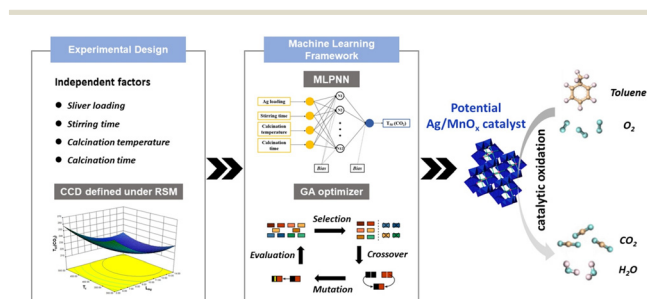 Experimental Design
Independent factors
Sliver loading
Stirring time
Calcination temperature
Calcination time
CCD defined under RSM
Machine Learning
Framework
MLPNN
Ag loading
Stirring time
Calcination
temperature
Calcination
time
Bias
Bias
GA optimizer
Selection
Evaluation
Crossover
Mutation
Potential
Ag/MnOx catalyst
catalytic oxidation
Toluene
O2
CO2
H2O